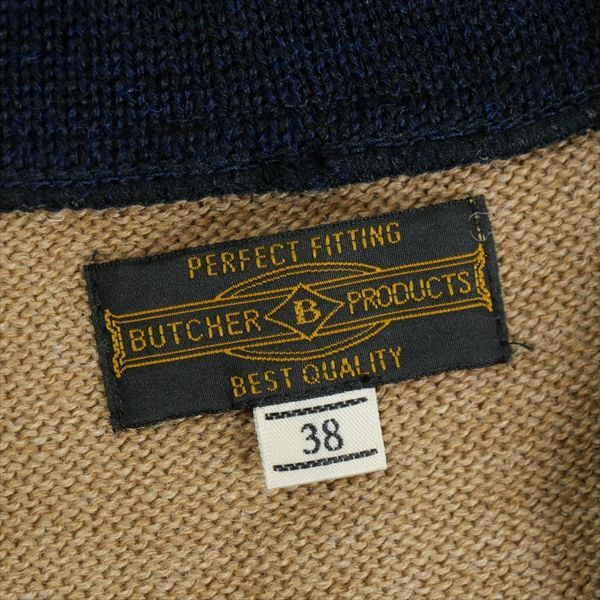 PERFECT FITTING
BUTCHER B PRODUCTS
BEST QUALITY
38